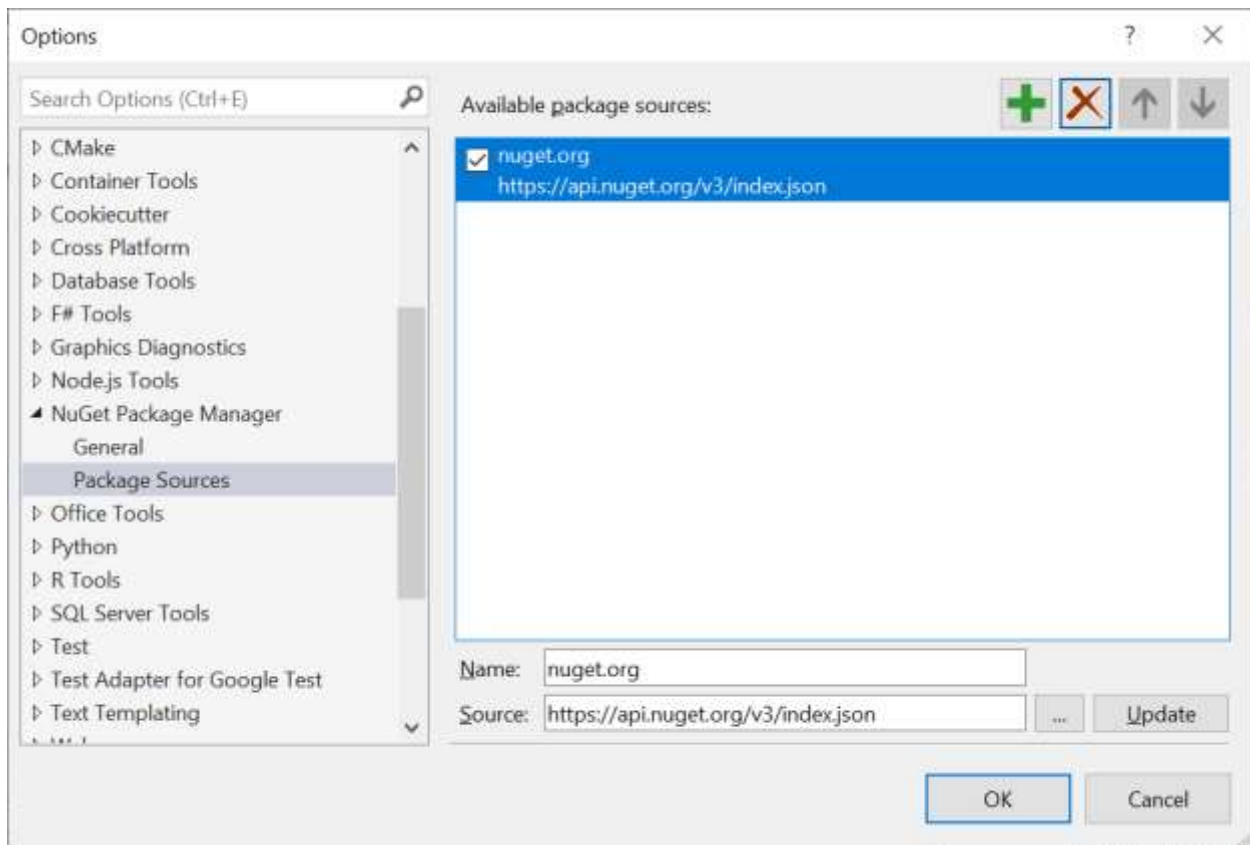 Options
?
Search Options (Ctrl+E)
CMake
Container Tools
Cookiecutter
Cross Platform
Database Tools
F# Tools
Graphics Diagnostics
Node.js Tools
NuGet Package Manager
General
Package Sources
Office Tools
Python
R Tools
SQL Server Tools
Test
Test Adapter for Google Test
Text Templating
Available package sources:
nuget.org
https://api.nuget.org/v3/index.json
Name: nuget.org
Source: https://api.nuget.org/v3/index.json ... Update
OK Cancel